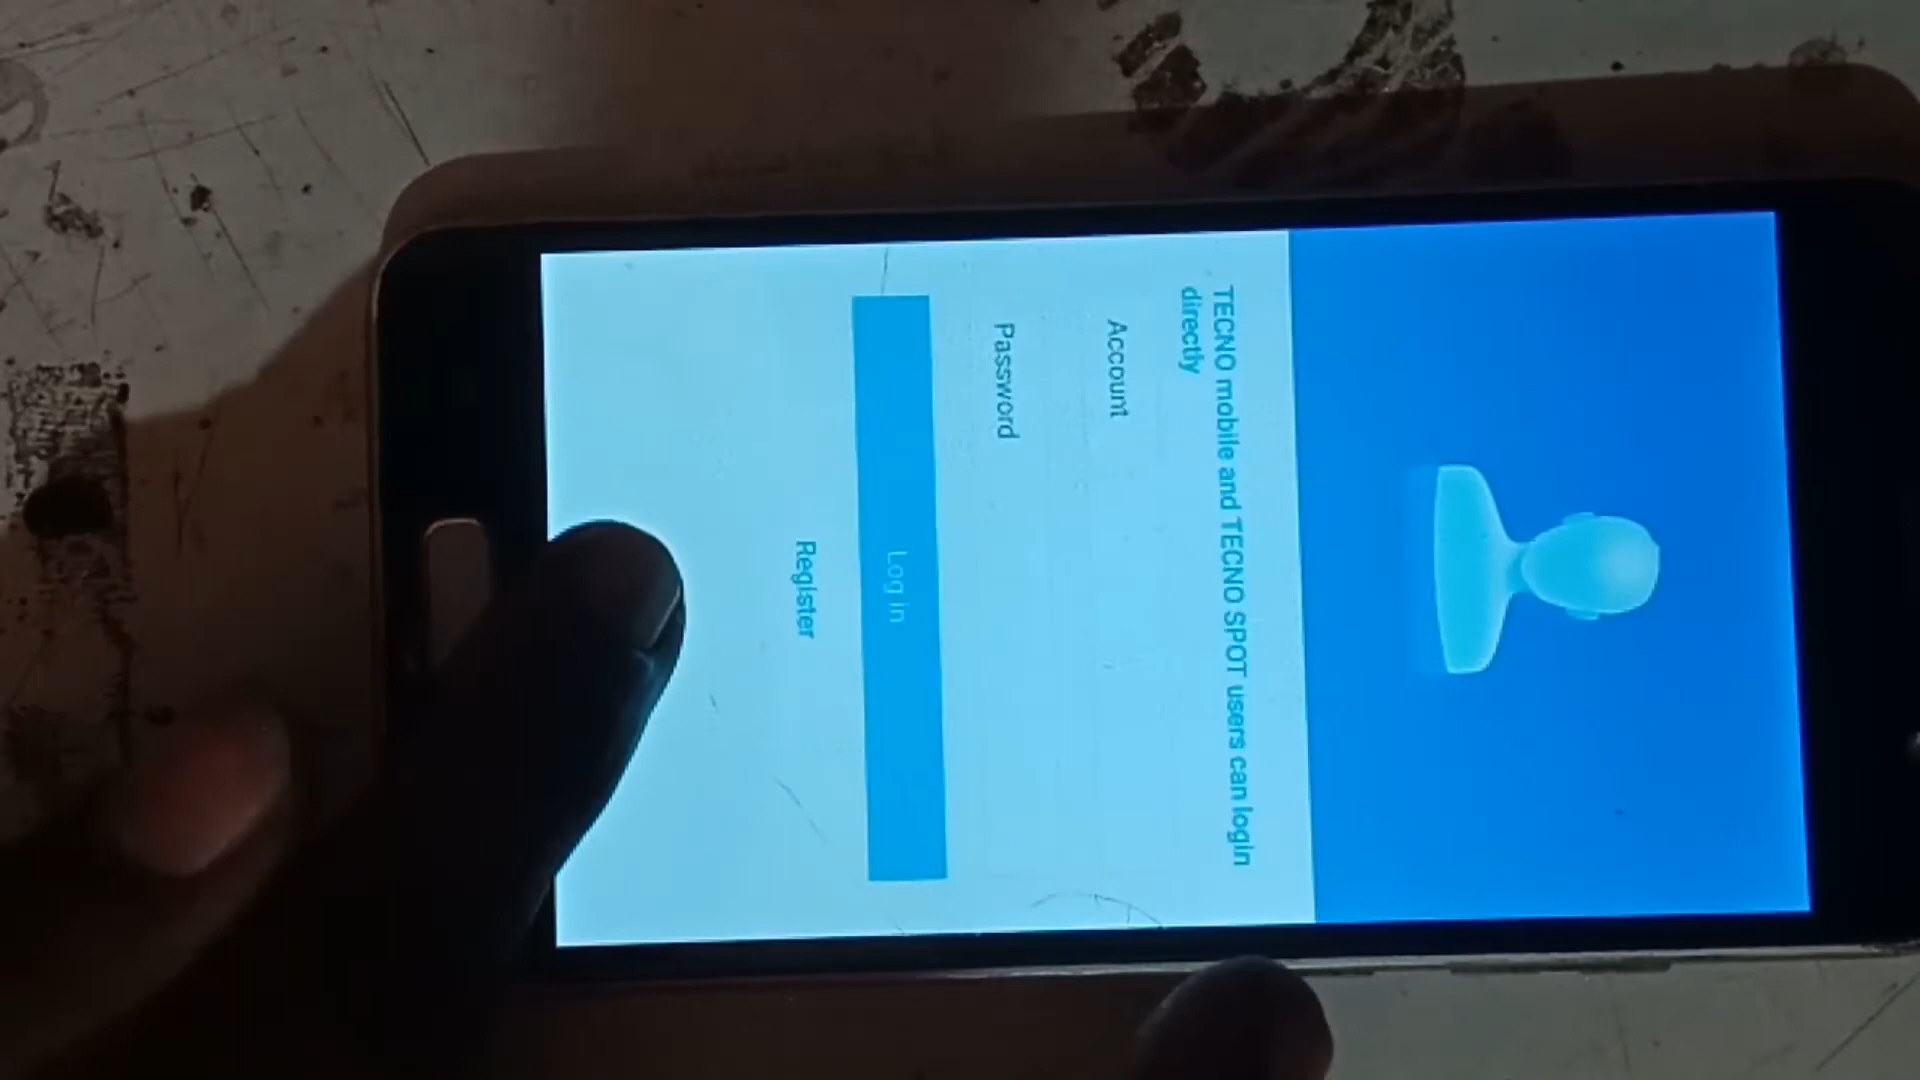 TECNO mobile and TECNO SPOT users can login
directly
Account
Password
Log in
Register